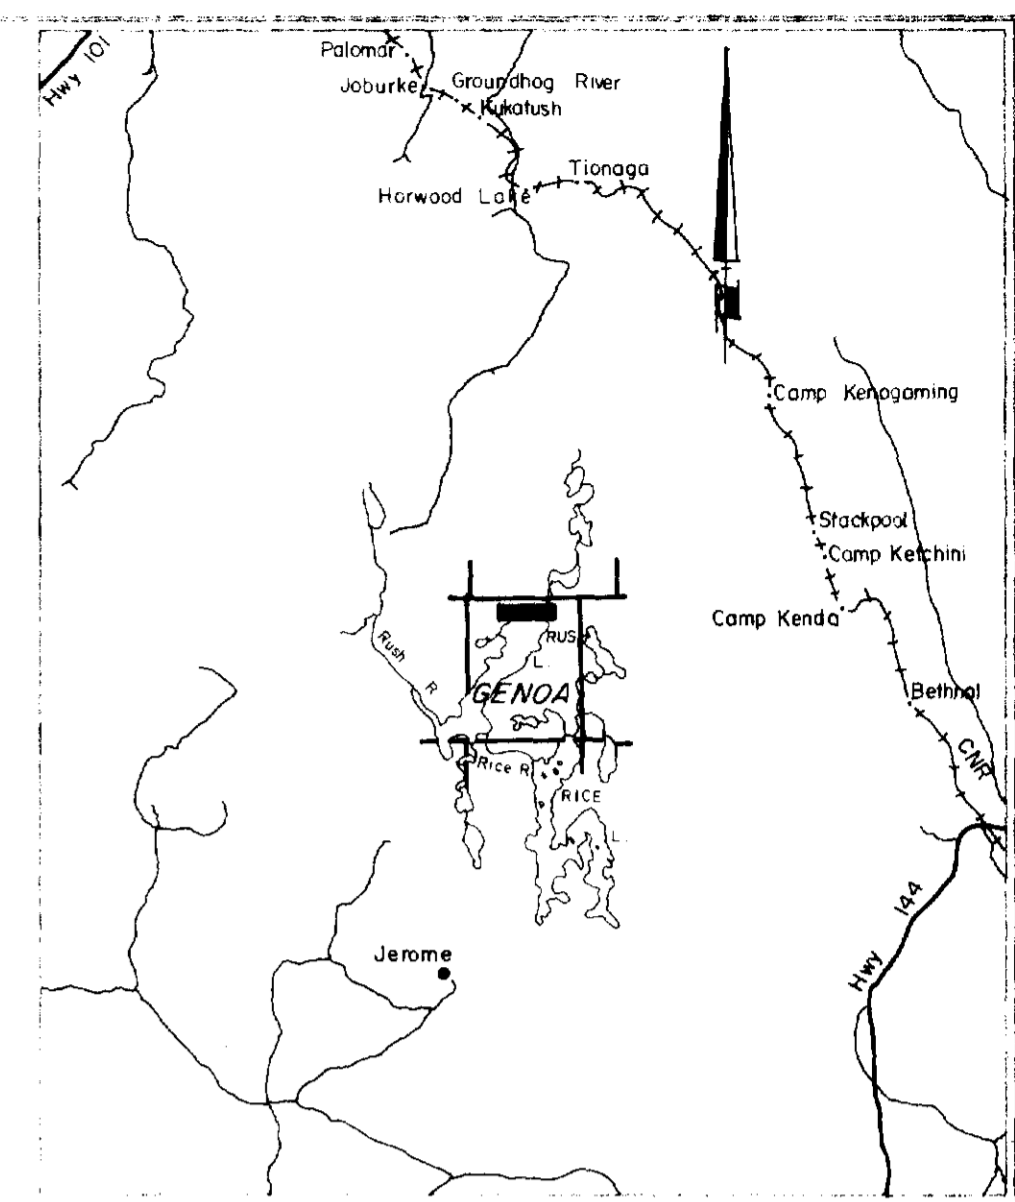 Hwy 101
Palomar
Joburke
Groundhog River
Kukatush
Tionaga
Horwood Lake
Camp Kenogaming
Stackpool
Camp Ketchini
Camp Kenda
Rush R
RUS
L.
GENOA
Bethnal
CNR
Rice R
RICE
L.
Hwy 144
Jerome